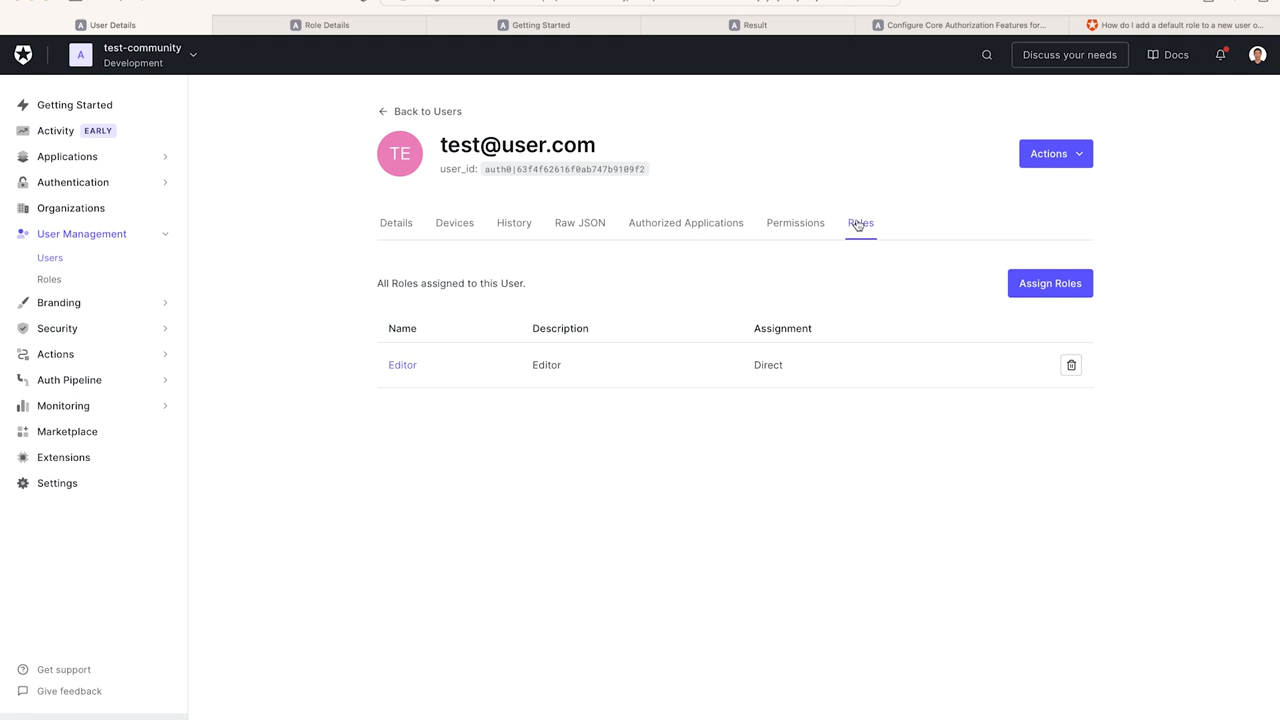 User Details
Role Details
Getting Started
Result
Configure Core Authorization Features for...
How do I add a default role to a new user o...
A
test-community
Development
Discuss your needs
Docs
Getting Started
Activity EARLY
Applications
Authentication
Organizations
User Management
Users
Roles
Branding
Security
Actions
Auth Pipeline
Monitoring
Marketplace
Extensions
Settings
Get support
Give feedback
Back to Users
TE
test@user.com
user_id: auth0|63f4f62616f0ab747b9109f2
Actions
Details
Devices
History
Raw JSON
Authorized Applications
Permissions
Roles
All Roles assigned to this User.
Assign Roles
Name
Description
Assignment
Editor
Editor
Direct